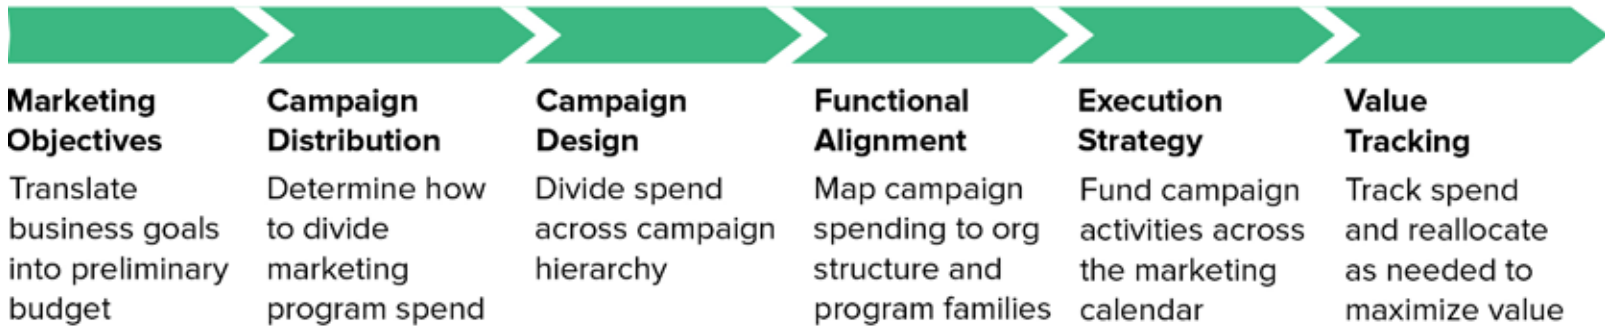 Marketing
Objectives
Translate
business goals
into preliminary
budget
Campaign
Distribution
Determine how
to divide
marketing
program spend
Campaign
Design
Divide spend
across campaign
hierarchy
Functional
Alignment
Map campaign
spending to org
structure and
program families
Execution
Strategy
Fund campaign
activities across
the marketing
calendar
Value
Tracking
Track spend
and reallocate
as needed to
maximize value